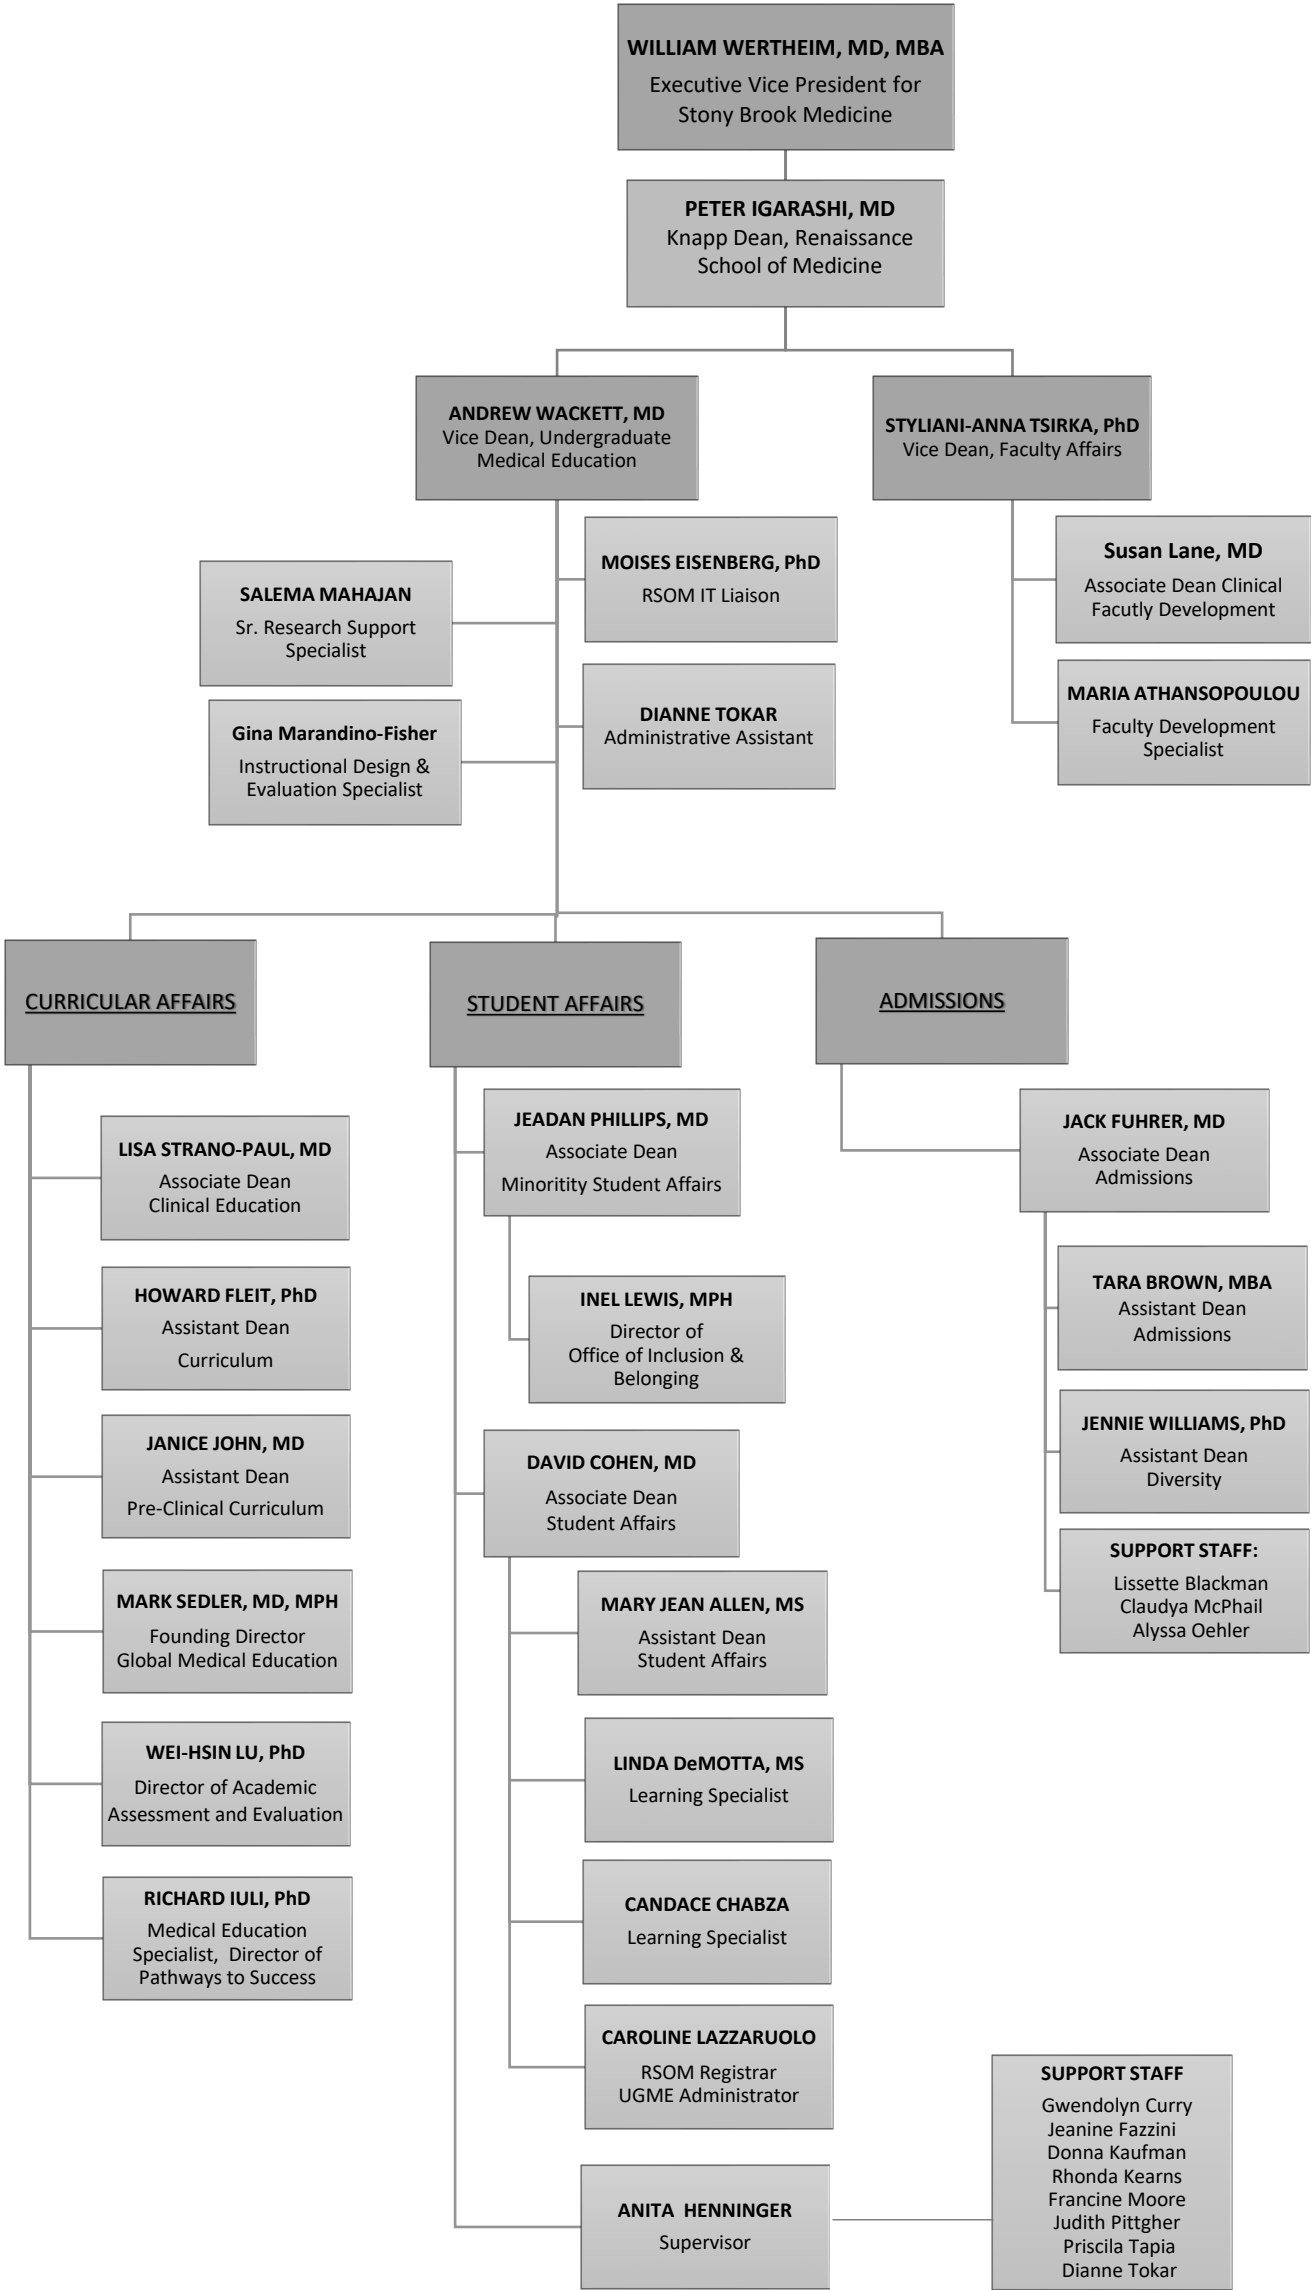 WILLIAM WERTHEIM, MD, MBA
Executive Vice President for
Stony Brook Medicine
PETER IGARASHI, MD
Knapp Dean, Renaissance
School of Medicine
ANDREW WACKETT, MD
Vice Dean, Undergraduate
Medical Education
STYLIANI-ANNA TSIRKA, PhD
Vice Dean, Faculty Affairs
MOISES EISENBERG, PhD
RSOM IT Liaison
Susan Lane, MD
Associate Dean Clinical
Facutly Development
SALEMA MAHAJAN
Sr. Research Support
Specialist
DIANNE TOKAR
Administrative Assistant
MARIA ATHANSOPOULOU
Faculty Development
Specialist
Gina Marandino-Fisher
Instructional Design &
Evaluation Specialist
CURRICULAR AFFAIRS
STUDENT AFFAIRS
ADMISSIONS
LISA STRANO-PAUL, MD
Associate Dean
Clinical Education
HOWARD FLEIT, PhD
Assistant Dean
Curriculum
JANICE JOHN, MD
Assistant Dean
Pre-Clinical Curriculum
MARK SEDLER, MD, MPH
Founding Director
Global Medical Education
WEI-HSIN LU, PhD
Director of Academic
Assessment and Evaluation
RICHARD IULI, PhD
Medical Education
Specialist,  Director of
Pathways to Success
JEADAN PHILLIPS, MD
Associate Dean
Minoritity Student Affairs
INEL LEWIS, MPH
Director of
Office of Inclusion &
Belonging
DAVID COHEN, MD
Associate Dean
Student Affairs
MARY JEAN ALLEN, MS
Assistant Dean
Student Affairs
LINDA DeMOTTA, MS
Learning Specialist
CANDACE CHABZA
Learning Specialist
CAROLINE LAZZARUOLO
RSOM Registrar
UGME Administrator
ANITA  HENNINGER
Supervisor
SUPPORT STAFF
Gwendolyn Curry
Jeanine Fazzini
Donna Kaufman
Rhonda Kearns
Francine Moore
Judith Pittgher
Priscila Tapia
Dianne Tokar
JACK FUHRER, MD
Associate Dean
Admissions
TARA BROWN, MBA
Assistant Dean
Admissions
JENNIE WILLIAMS, PhD
Assistant Dean
Diversity
SUPPORT STAFF:
Lissette Blackman
Claudya McPhail
Alyssa Oehler